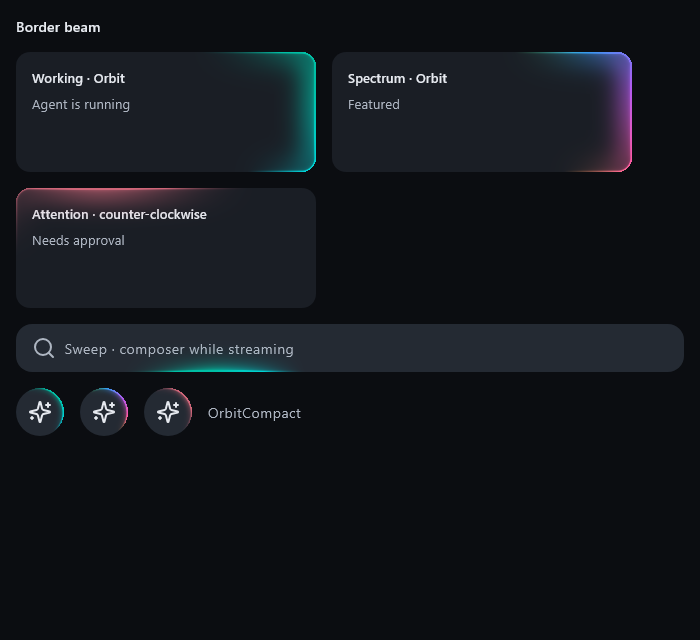 Border beam
Working · Orbit
Agent is running
Spectrum · Orbit
Featured
Attention · counter-clockwise
Needs approval
Sweep · composer while streaming
OrbitCompact